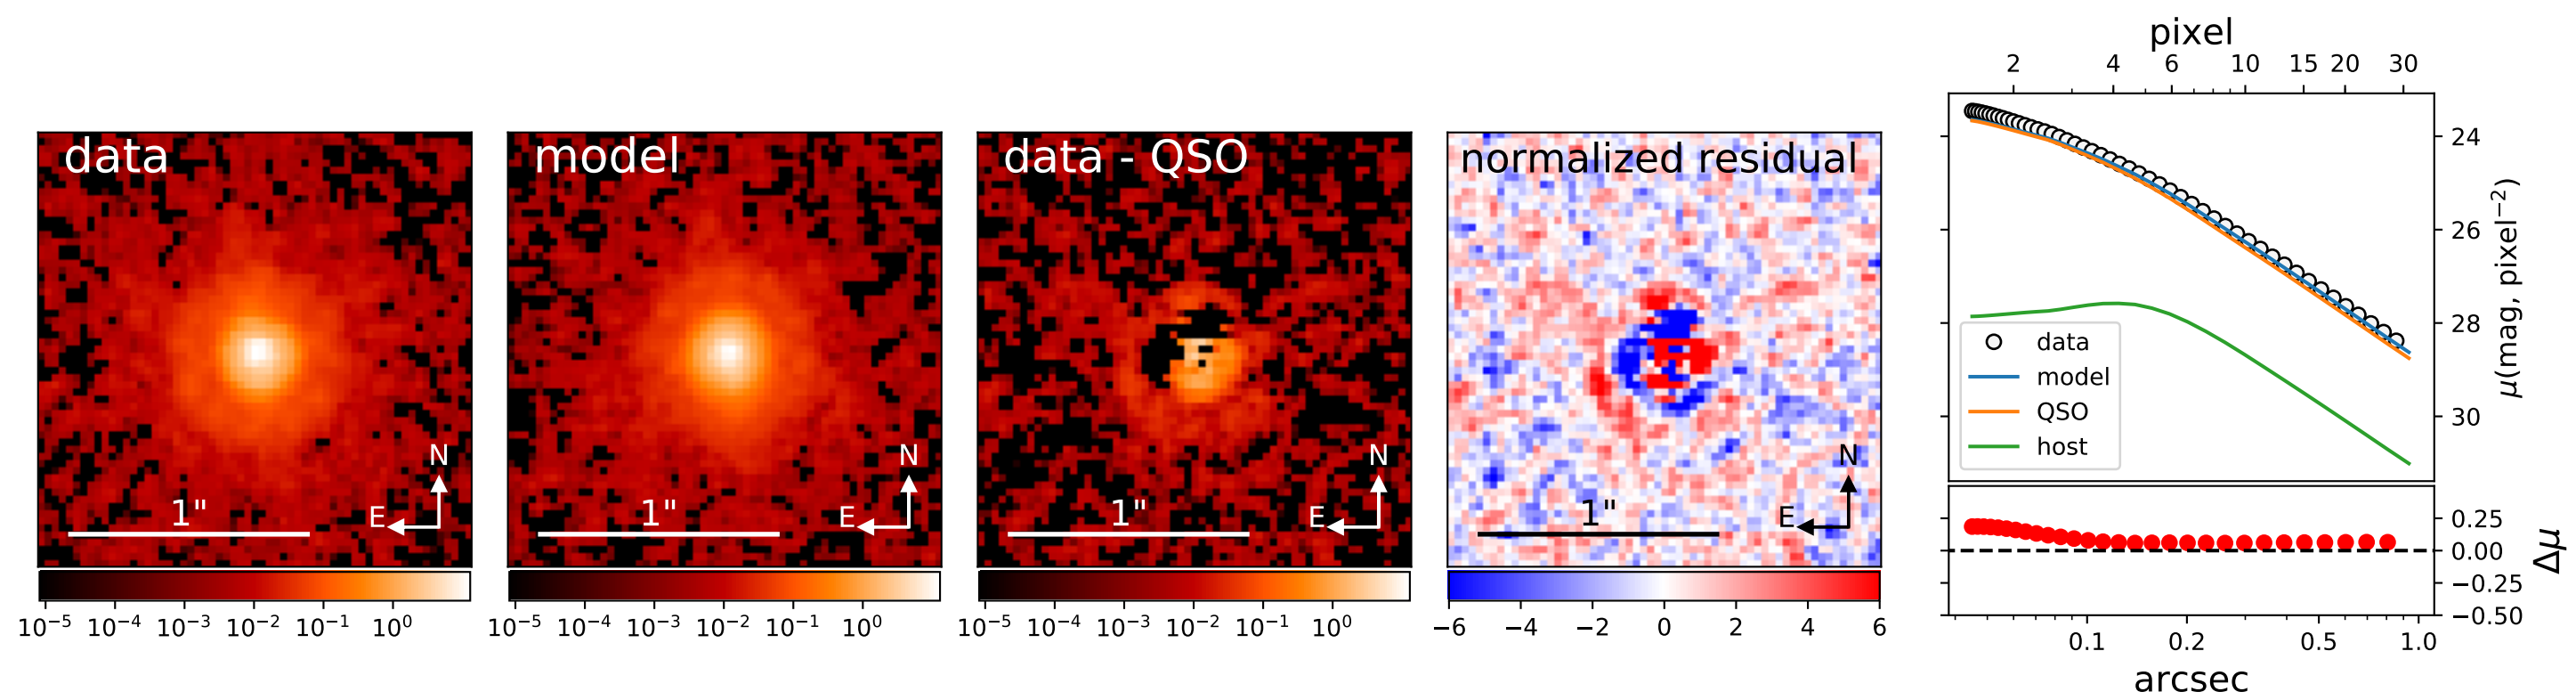 data
N
E
1"
10⁻⁵ 10⁻⁴ 10⁻³ 10⁻² 10⁻¹ 10⁰
model
N
E
1"
10⁻⁵ 10⁻⁴ 10⁻³ 10⁻² 10⁻¹ 10⁰
data - QSO
N
E
1"
10⁻⁵ 10⁻⁴ 10⁻³ 10⁻² 10⁻¹ 10⁰
normalized residual
N
E
1"
−6 −4 −2 0 2 4 6
pixel
2 4 6 10 15 20 30
24
26
28
30
μ(mag, pixel⁻²)
data
model
QSO
host
0.25
0.00
−0.25
−0.50
Δμ
0.1 0.2 0.5 1.0
arcsec